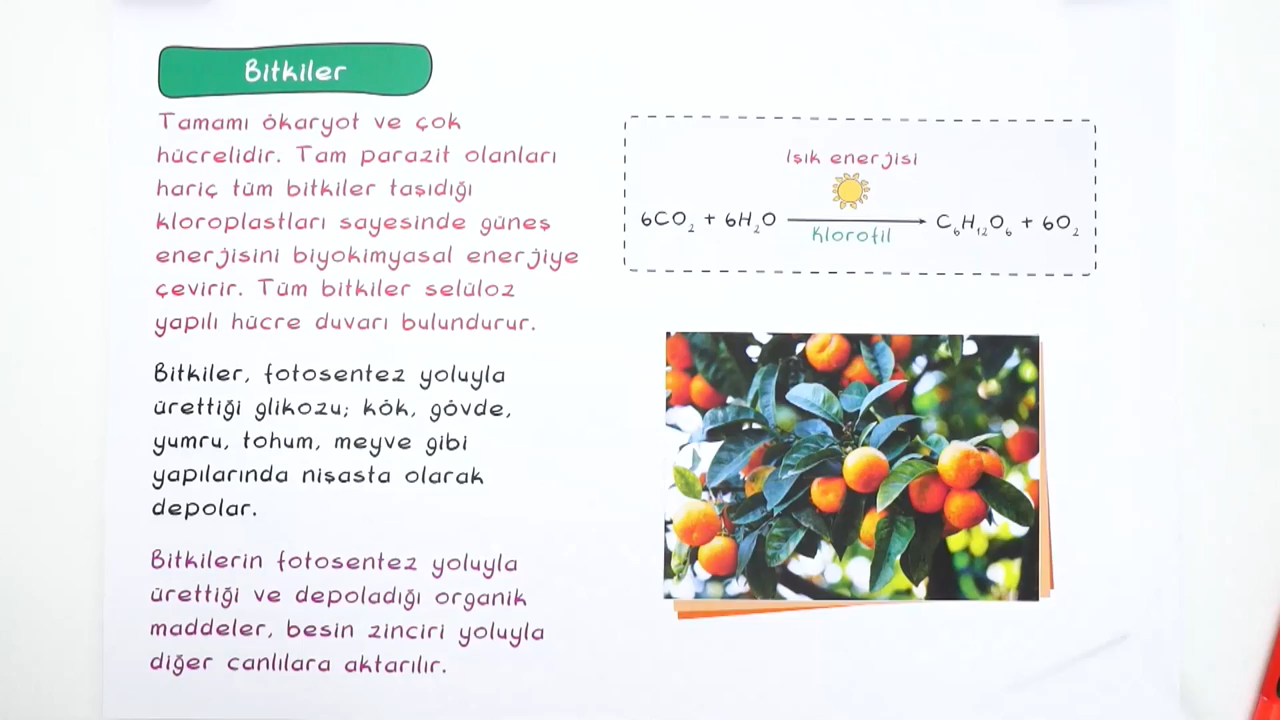 Bitkiler
Tamamı ökaryot ve çok
hücrelidir. Tam parazit olanları
hariç tüm bitkiler taşıdığı
kloroplastları sayesinde güneş
enerjisini biyokimyasal enerjiye
çevirir. Tüm bitkiler selüloz
yapılı hücre duvarı bulundurur.
Bitkiler, fotosentez yoluyla
ürettiği glikozu; kök, gövde,
yumru, tohum, meyve gibi
yapılarında nişasta olarak
depolar.
Bitkilerin fotosentez yoluyla
ürettiği ve depoladığı organik
maddeler, besin zinciri yoluyla
diğer canlılara aktarılır.
Işık enerjisi
6CO₂ + 6H₂O → C₆H₁₂O₆ + 6O₂
Klorofil